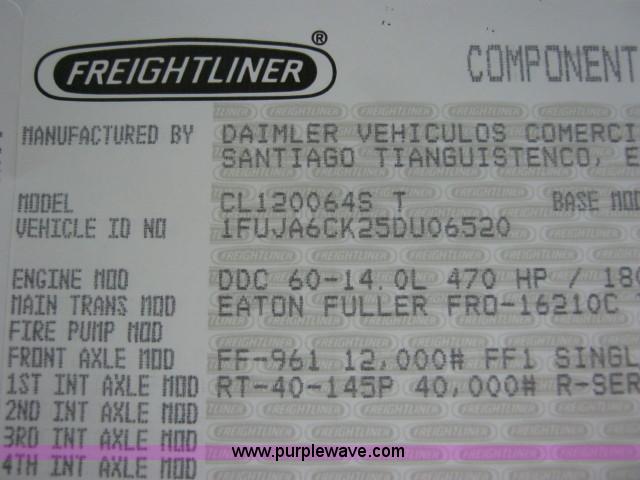 FREIGHTLINER ®
COMPONENT
MANUFACTURED BY DAIMLER VEHICULOS COMERCI
SANTIAGO TIANGUISTENCO, E
MODEL CL120064S T BASE MOD
VEHICLE ID NO 1FUJA6CK25DU06520
ENGINE MOD DDC 60-14.0L 470 HP / 180
MAIN TRANS MOD EATON FULLER FRO-16210C
FIRE PUMP MOD
FRONT AXLE MOD FF-961 12,000# FF1 SINGL
1ST INT AXLE MOD RT-40-145P 40,000# R-SER
2ND INT AXLE MOD
3RD INT AXLE MOD
4TH INT AXLE MOD
www.purplewave.com